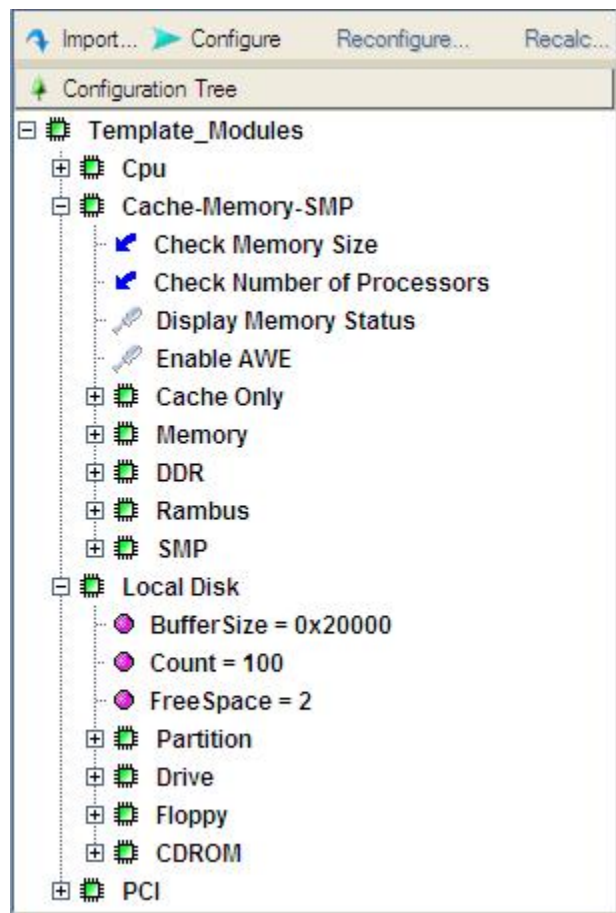 Import... Configure Reconfigure... Recalc...
Configuration Tree
Template_Modules
Cpu
Cache-Memory-SMP
Check Memory Size
Check Number of Processors
Display Memory Status
Enable AWE
Cache Only
Memory
DDR
Rambus
SMP
Local Disk
BufferSize = 0x20000
Count = 100
FreeSpace = 2
Partition
Drive
Floppy
CDROM
PCI